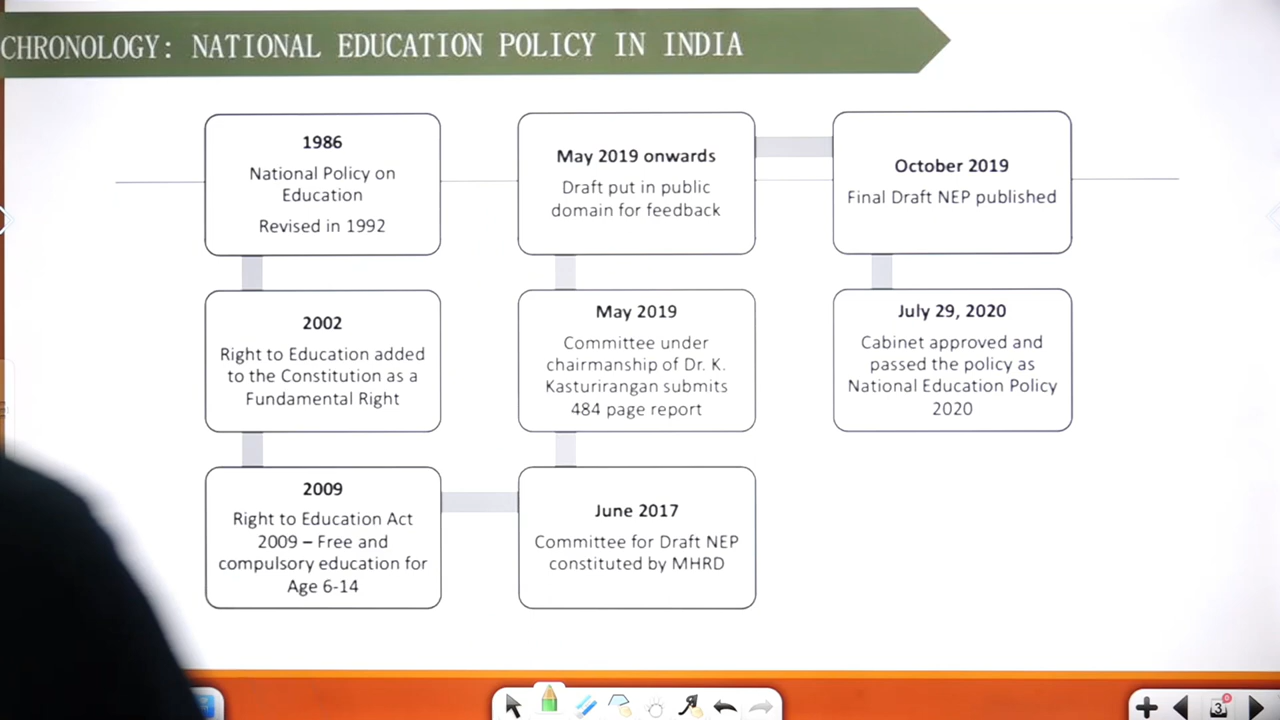 CHRONOLOGY: NATIONAL EDUCATION POLICY IN INDIA
1986
National Policy on
Education
Revised in 1992
2002
Right to Education added
to the Constitution as a
Fundamental Right
2009
Right to Education Act
2009 – Free and
compulsory education for
Age 6-14
June 2017
Committee for Draft NEP
constituted by MHRD
May 2019
Committee under
chairmanship of Dr. K.
Kasturirangan submits
484 page report
May 2019 onwards
Draft put in public
domain for feedback
October 2019
Final Draft NEP published
July 29, 2020
Cabinet approved and
passed the policy as
National Education Policy
2020
3